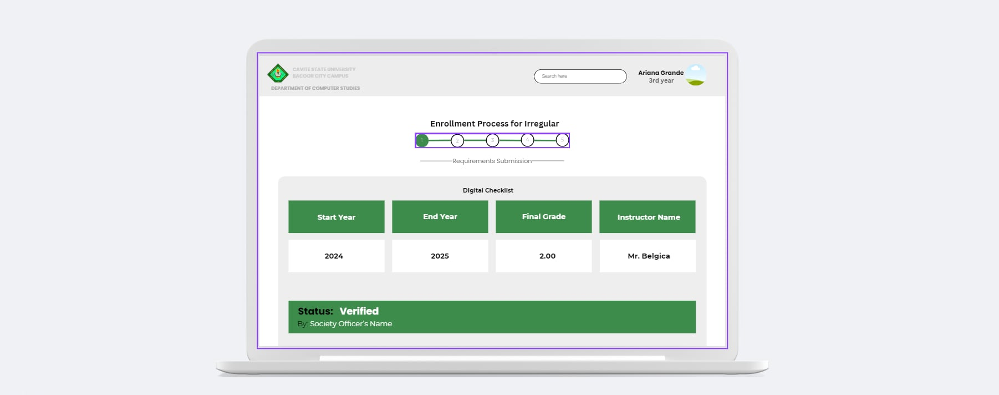 CAVITE STATE UNIVERSITY
BACOOR CITY CAMPUS
DEPARTMENT OF COMPUTER STUDIES
Search here
Ariana Grande
3rd year
Enrollment Process for Irregular
1 2 3 4 5
Requirements Submission
DIgital Checklist
Start Year End Year Final Grade Instructor Name
2024 2025 2.00 Mr. Belgica
Status: Verified
By: Society Officer's Name